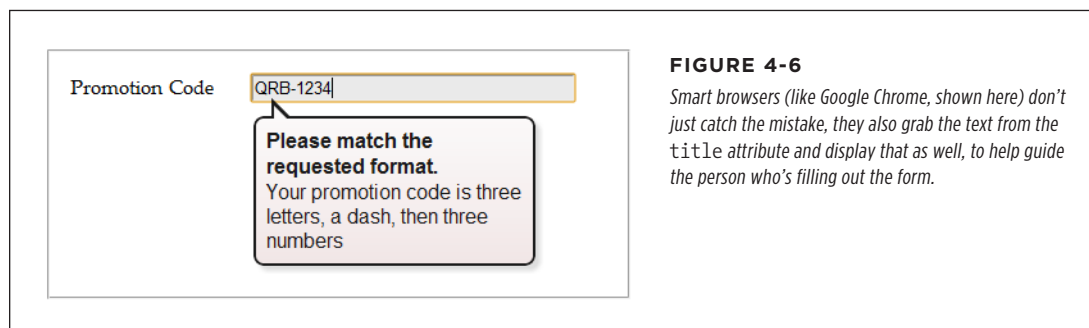 Promotion Code
QRB-1234
Please match the
requested format.
Your promotion code is three
letters, a dash, then three
numbers
FIGURE 4-6
Smart browsers (like Google Chrome, shown here) don’t
just catch the mistake, they also grab the text from the
title attribute and display that as well, to help guide
the person who’s filling out the form.